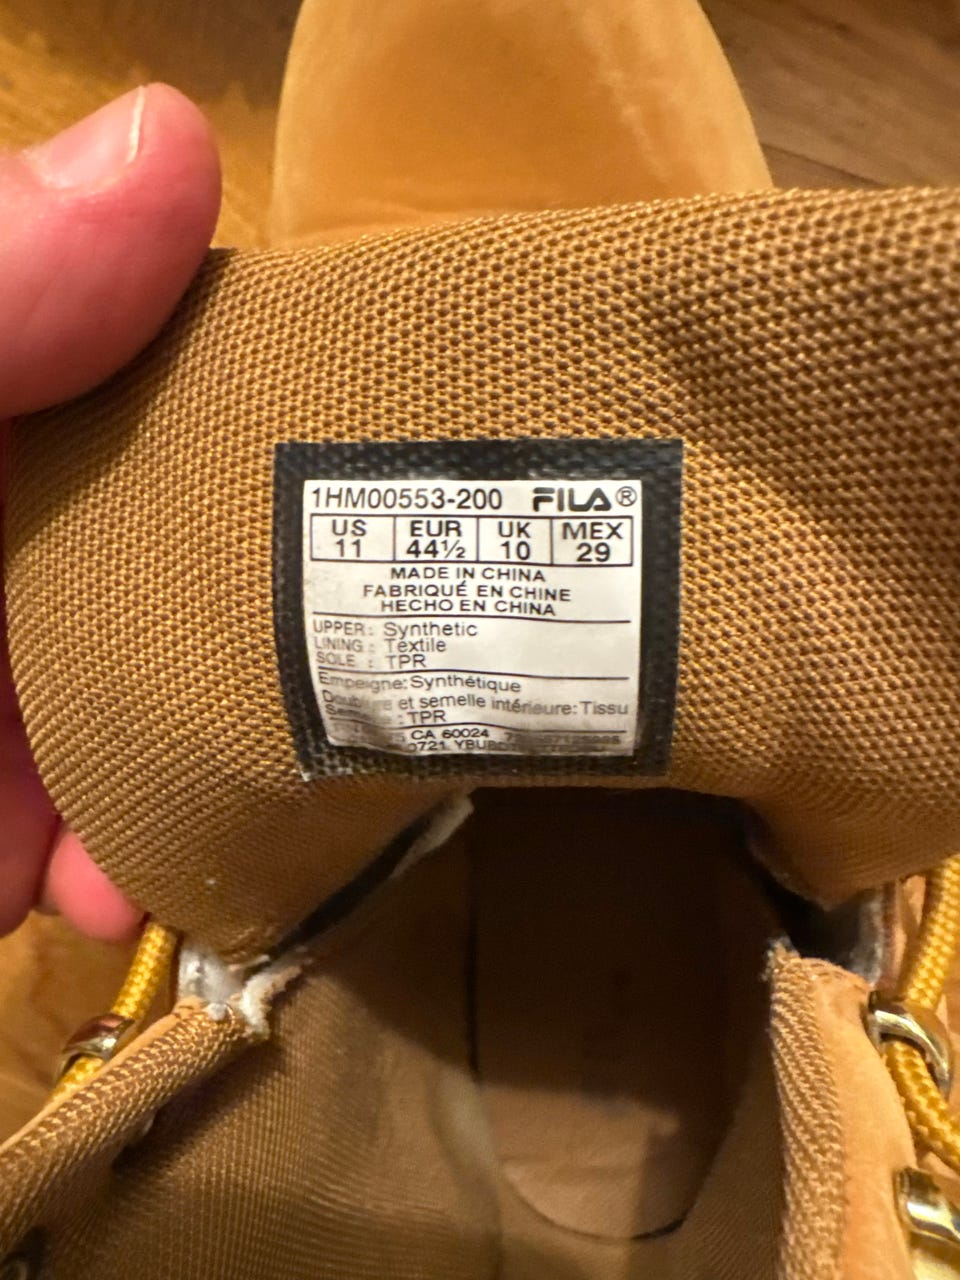 1HM00553-200 FILA®
US EUR UK MEX
11 44½ 10 29
MADE IN CHINA
FABRIQUÉ EN CHINE
HECHO EN CHINA
UPPER: Synthetic
LINING: Textile
SOLE : TPR
Empeigne: Synthétique
et semelle intérieure: Tissu
: TPR
CA 60024